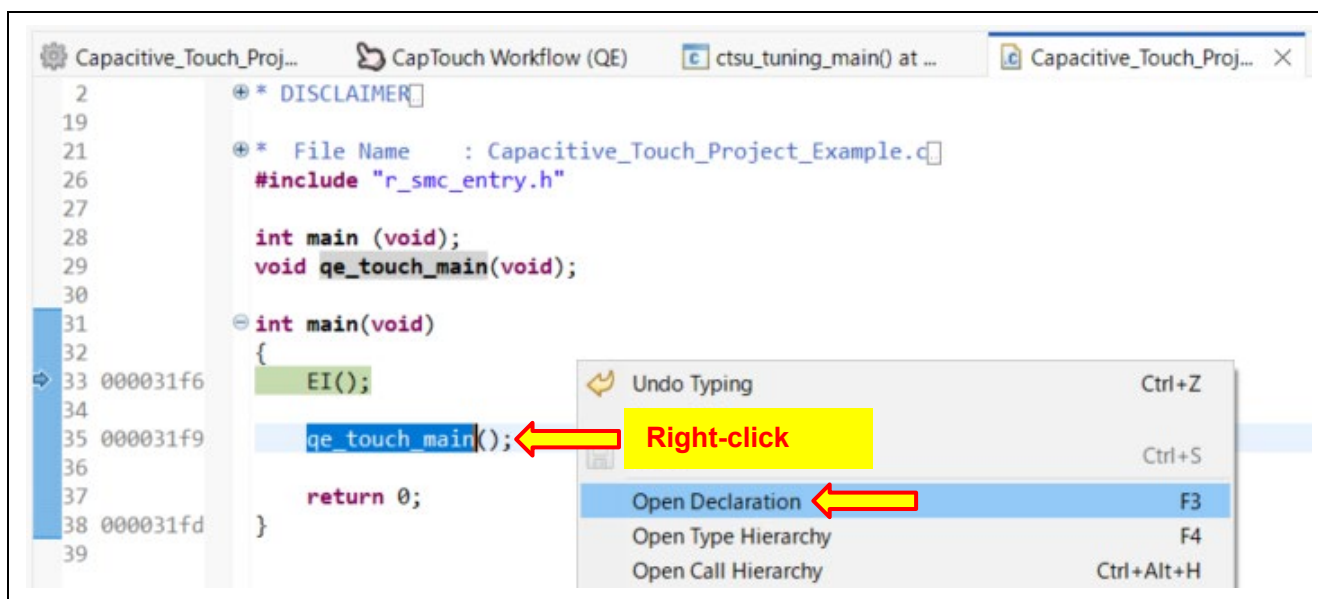 Capacitive_Touch_Proj... CapTouch Workflow (QE) ctsu_tuning_main() at ... Capacitive_Touch_Proj...
2 * DISCLAIMER
19
21 * File Name : Capacitive_Touch_Project_Example.c
26 #include "r_smc_entry.h"
27
28 int main (void);
29 void qe_touch_main(void);
30
31 int main(void)
32 {
33 000031f6 EI();
34
35 000031f9 qe_touch_main();
36
37 return 0;
38 000031fd }
39
Undo Typing Ctrl+Z
Right-click
Ctrl+S
Open Declaration F3
Open Type Hierarchy F4
Open Call Hierarchy Ctrl+Alt+H